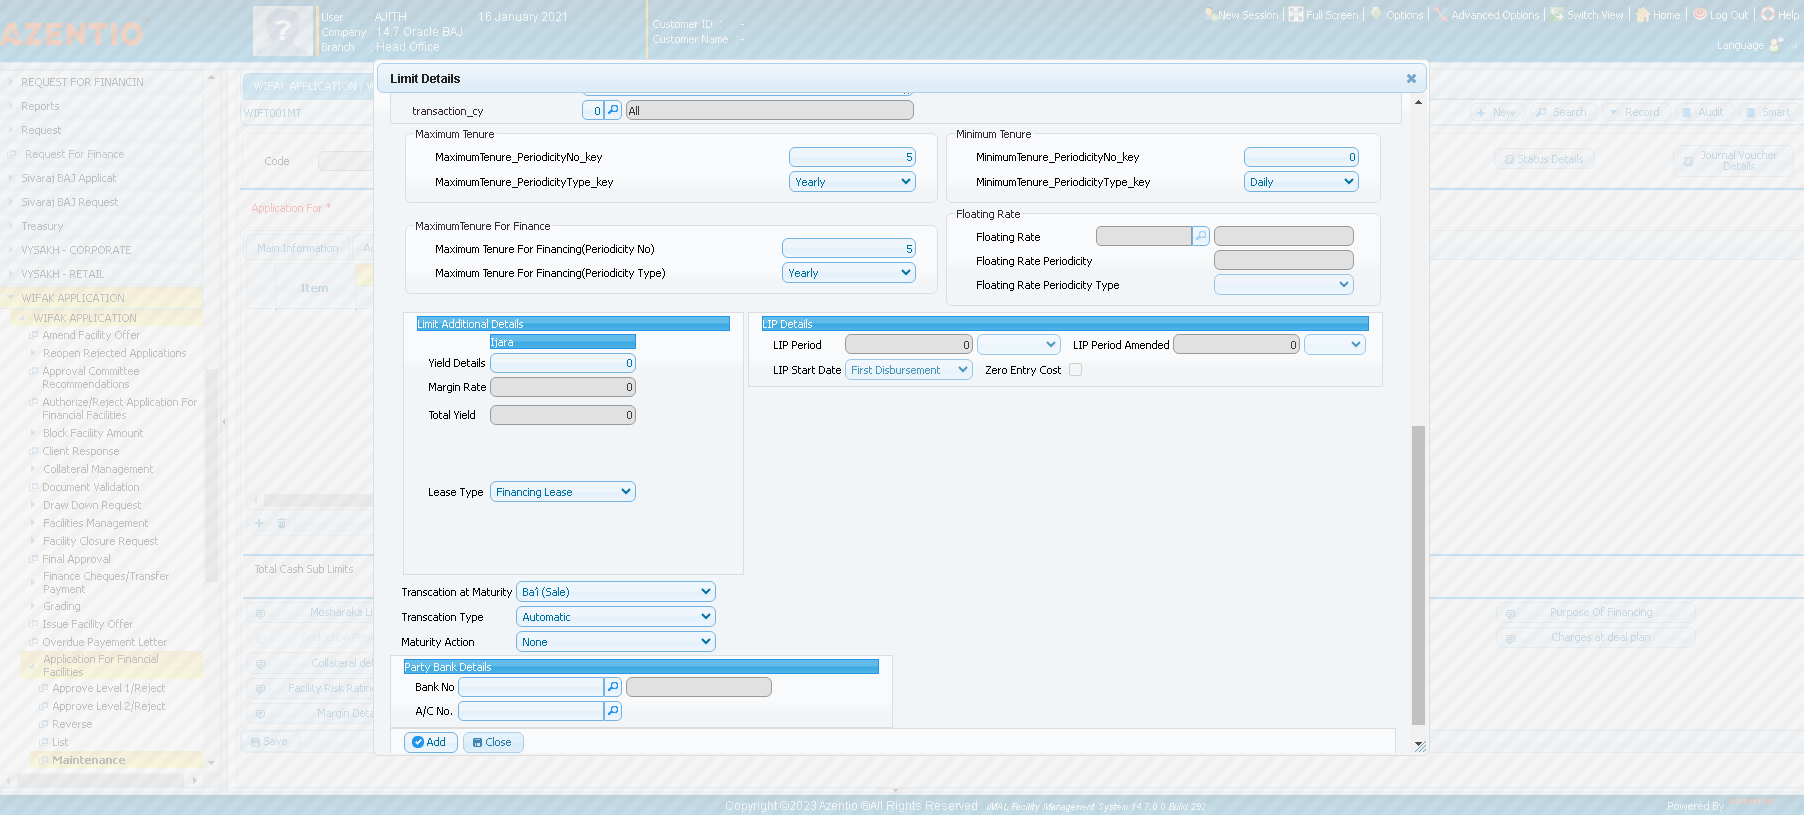 AZENTIO
User : AJITH 16 January 2021
Company : 14.7 Oracle BAJ
Branch : Head Office
Customer ID : -
Customer Name : -
New Session Full Screen Options Advanced Options Switch View Home Log Out Help
Language
REQUEST FOR FINANCIN
Reports
Request
Request For Finance
Sivaraj BAJ Applicat
Sivaraj BAJ Request
Treasury
VYSAKH - CORPORATE
VYSAKH - RETAIL
WIFAK APPLICATION
WIFAK APPLICATION
Amend Facility Offer
Reopen Rejected Applications
Approval Committee
Recommendations
Authorize/Reject Application For
Financial Facilities
Block Facility Amount
Client Response
Collateral Management
Document Validation
Draw Down Request
Facilities Management
Facility Closure Request
Final Approval
Finance Cheques/Transfer
Payment
Grading
Issue Facility Offer
Overdue Payement Letter
Application For Financial
Facilities
Approve Level 1/Reject
Approve Level 2/Reject
Reverse
List
Maintenance
WIFAK APPLICATION / W
WIFT001MT
New Search Record Audit Smart
Code
Status Details
Journal Voucher
Details
Application For *
Main Information
Item
Total Cash Sub Limits
Mosharaka Li
Collateral det
Facility Risk Rating
Margin Deta
Save
Purpose Of Financing
Charges at deal plan
Limit Details
transaction_cy 0 All
Maximum Tenure
MaximumTenure_PeriodicityNo_key 5
MaximumTenure_PeriodicityType_key Yearly
Minimum Tenure
MinimumTenure_PeriodicityNo_key 0
MinimumTenure_PeriodicityType_key Daily
MaximumTenure For Finance
Maximum Tenure For Financing(Periodicity No) 5
Maximum Tenure For Financing(Periodicity Type) Yearly
Floating Rate
Floating Rate
Floating Rate Periodicity
Floating Rate Periodicity Type
Limit Additional Details
Ijara
Yield Details 0
Margin Rate 0
Total Yield 0
Lease Type Financing Lease
LIP Details
LIP Period 0 LIP Period Amended 0
LIP Start Date First Disbursement Zero Entry Cost
Transcation at Maturity Ba'i (Sale)
Transcation Type Automatic
Maturity Action None
Party Bank Details
Bank No
A/C No.
Add Close
Copyright ©2023 Azentio ®All Rights Reserved IMAL Facility Management System 14.7.0.0 Build 292
Powered By